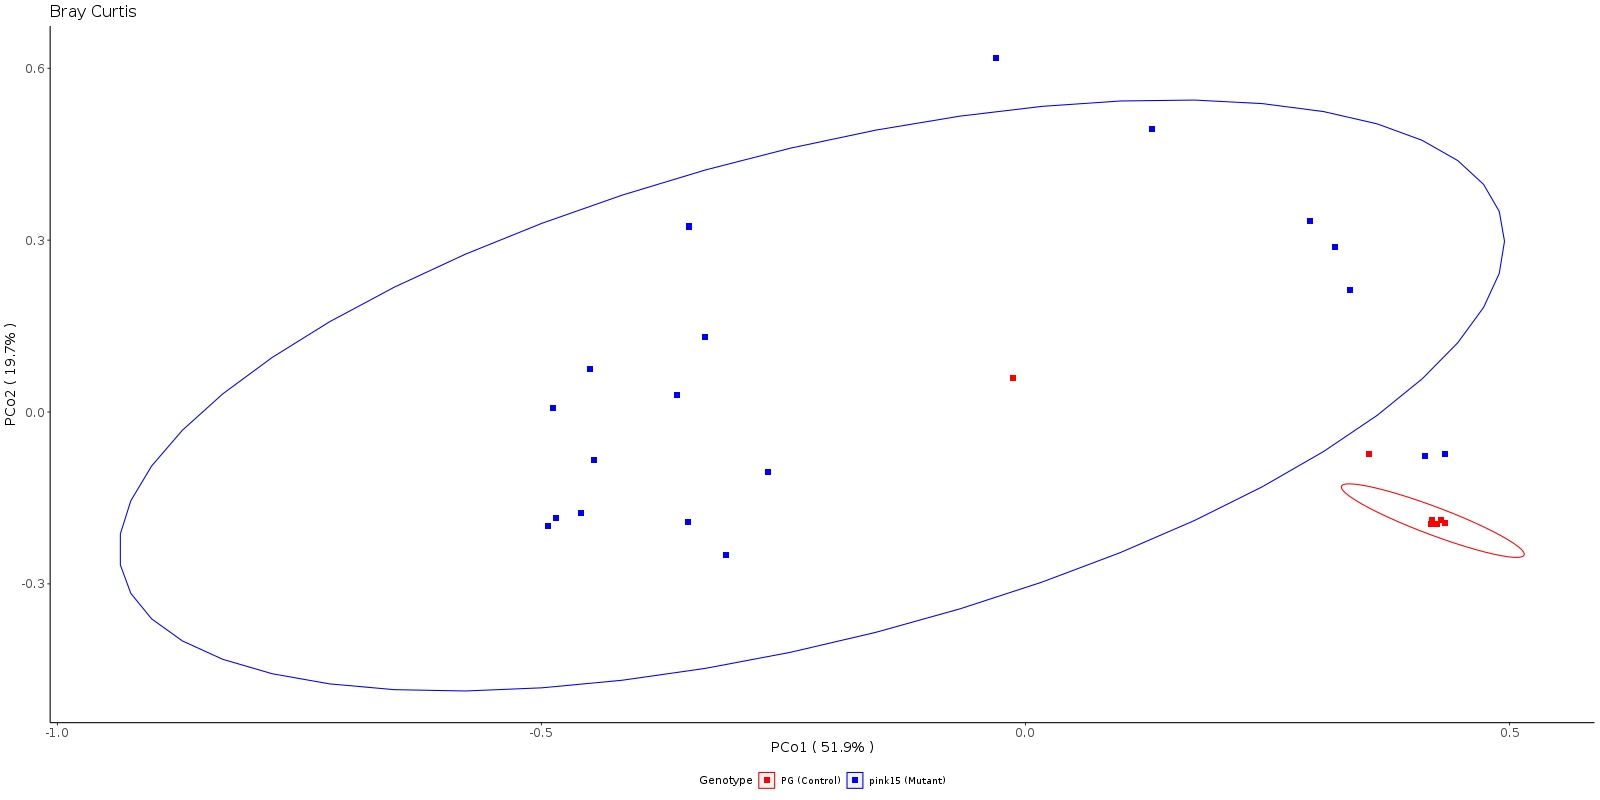 Bray Curtis
0.6
0.3
0.0
-0.3
PCo2 ( 19.7% )
-1.0 -0.5 0.0 0.5
PCo1 ( 51.9% )
Genotype PG (Control) pink15 (Mutant)